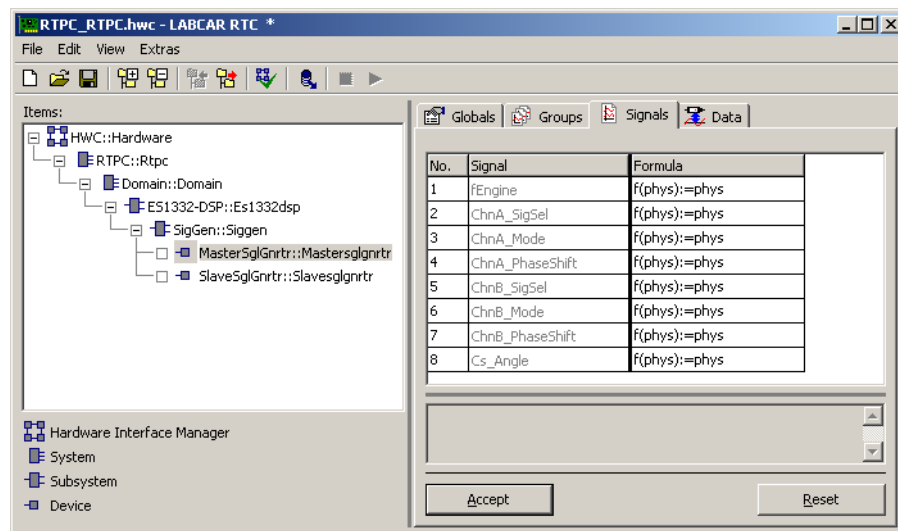 RTPC_RTPC.hwc - LABCAR RTC *
File Edit View Extras
Items:
HWC::Hardware
RTPC::Rtpc
Domain::Domain
ES1332-DSP::Es1332dsp
SigGen::Siggen
MasterSglGnrtr::Mastersglgnrtr
SlaveSglGnrtr::Slavesglgnrtr
Hardware Interface Manager
System
Subsystem
Device
Globals Groups Signals Data
No. Signal Formula
1 fEngine f(phys):=phys
2 ChnA_SigSel f(phys):=phys
3 ChnA_Mode f(phys):=phys
4 ChnA_PhaseShift f(phys):=phys
5 ChnB_SigSel f(phys):=phys
6 ChnB_Mode f(phys):=phys
7 ChnB_PhaseShift f(phys):=phys
8 Cs_Angle f(phys):=phys
Accept Reset